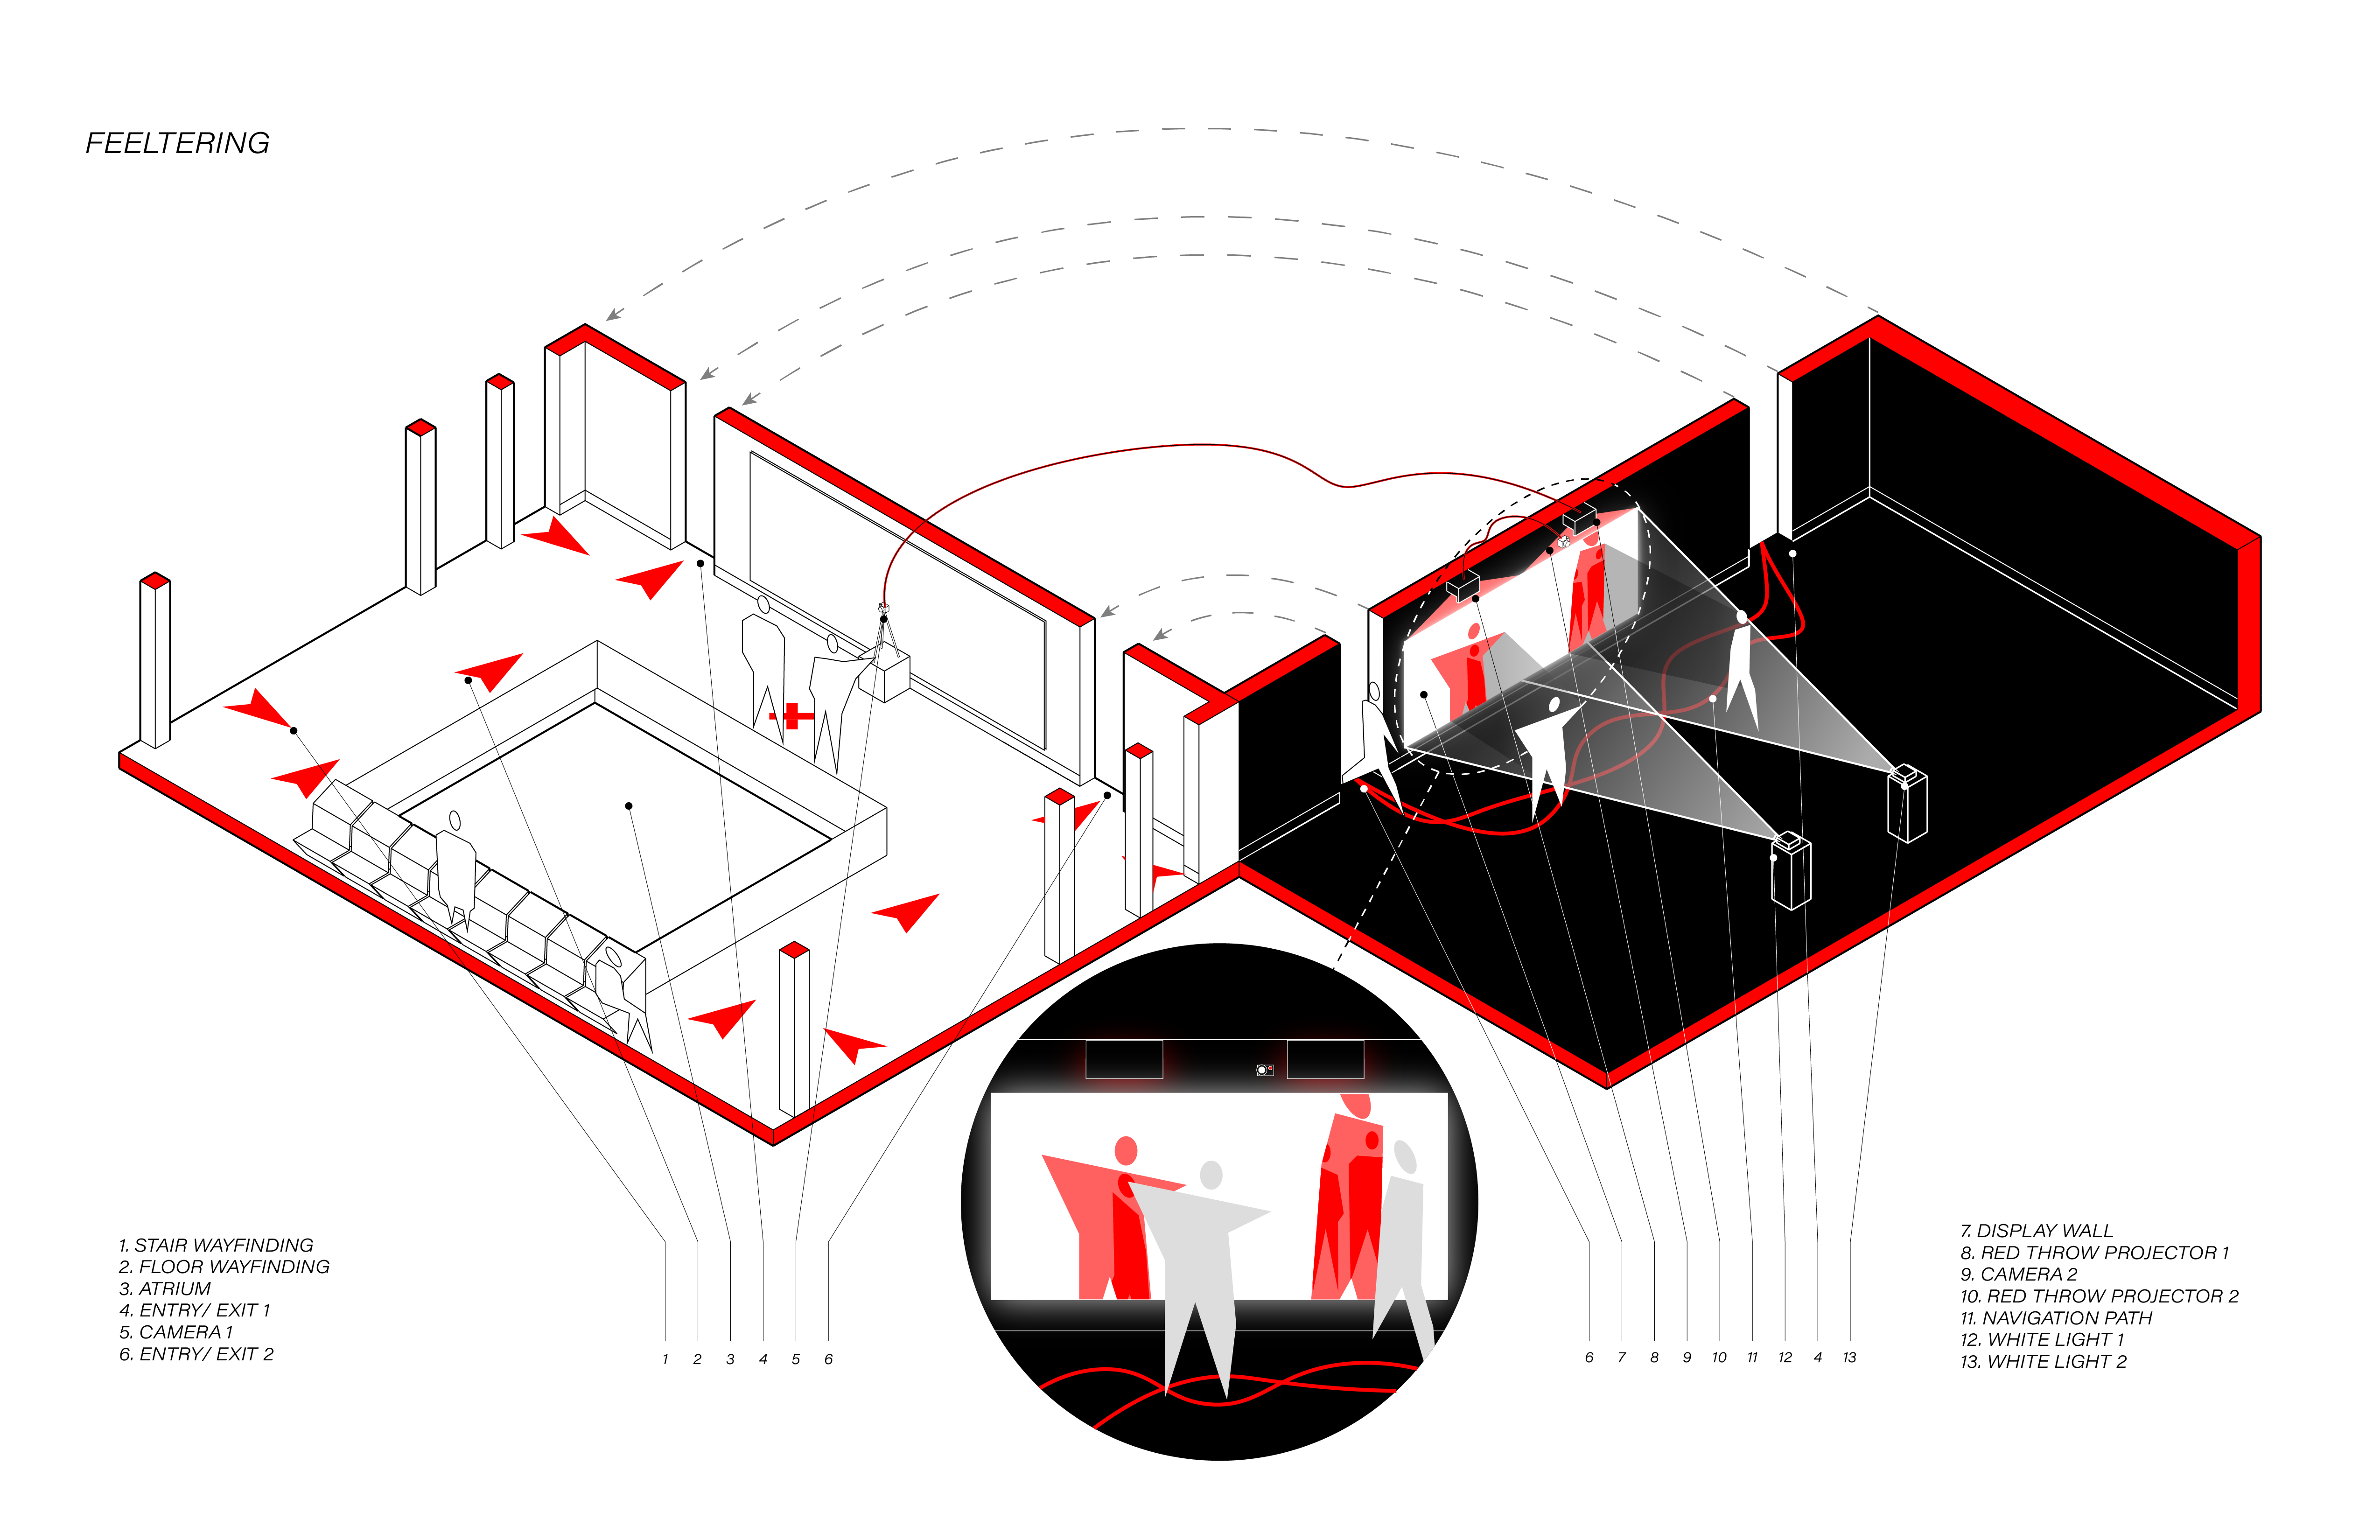 FEELTERING
1. STAIR WAYFINDING
2. FLOOR WAYFINDING
3. ATRIUM
4. ENTRY/ EXIT 1
5. CAMERA 1
6. ENTRY/ EXIT 2
1 2 3 4 5 6
6 7 8 9 10 11 12 4 13
7. DISPLAY WALL
8. RED THROW PROJECTOR 1
9. CAMERA 2
10. RED THROW PROJECTOR 2
11. NAVIGATION PATH
12. WHITE LIGHT 1
13. WHITE LIGHT 2